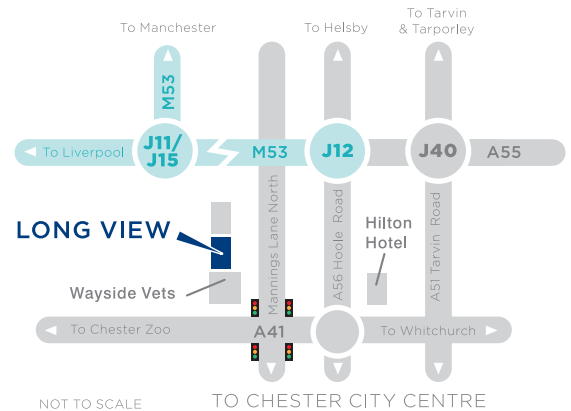 To Manchester
To Helsby
To Tarvin
& Tarporley
M53
To Liverpool
J11/
J15
M53
J12
J40
A55
LONG VIEW
Wayside Vets
Mannings Lane North
A56 Hoole Road
Hilton
Hotel
A51 Tarvin Road
To Chester Zoo
A41
To Whitchurch
NOT TO SCALE
TO CHESTER CITY CENTRE